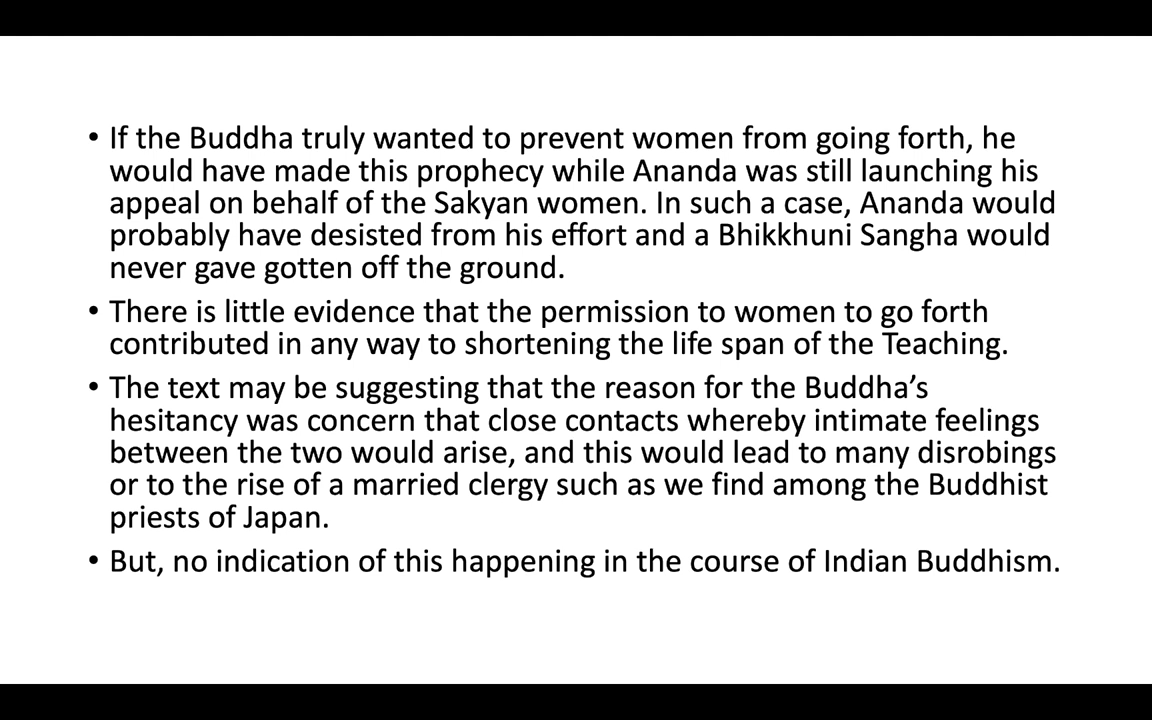 • If the Buddha truly wanted to prevent women from going forth, he
would have made this prophecy while Ananda was still launching his
appeal on behalf of the Sakyan women. In such a case, Ananda would
probably have desisted from his effort and a Bhikkhuni Sangha would
never gave gotten off the ground.
• There is little evidence that the permission to women to go forth
contributed in any way to shortening the life span of the Teaching.
• The text may be suggesting that the reason for the Buddha’s
hesitancy was concern that close contacts whereby intimate feelings
between the two would arise, and this would lead to many disrobings
or to the rise of a married clergy such as we find among the Buddhist
priests of Japan.
• But, no indication of this happening in the course of Indian Buddhism.